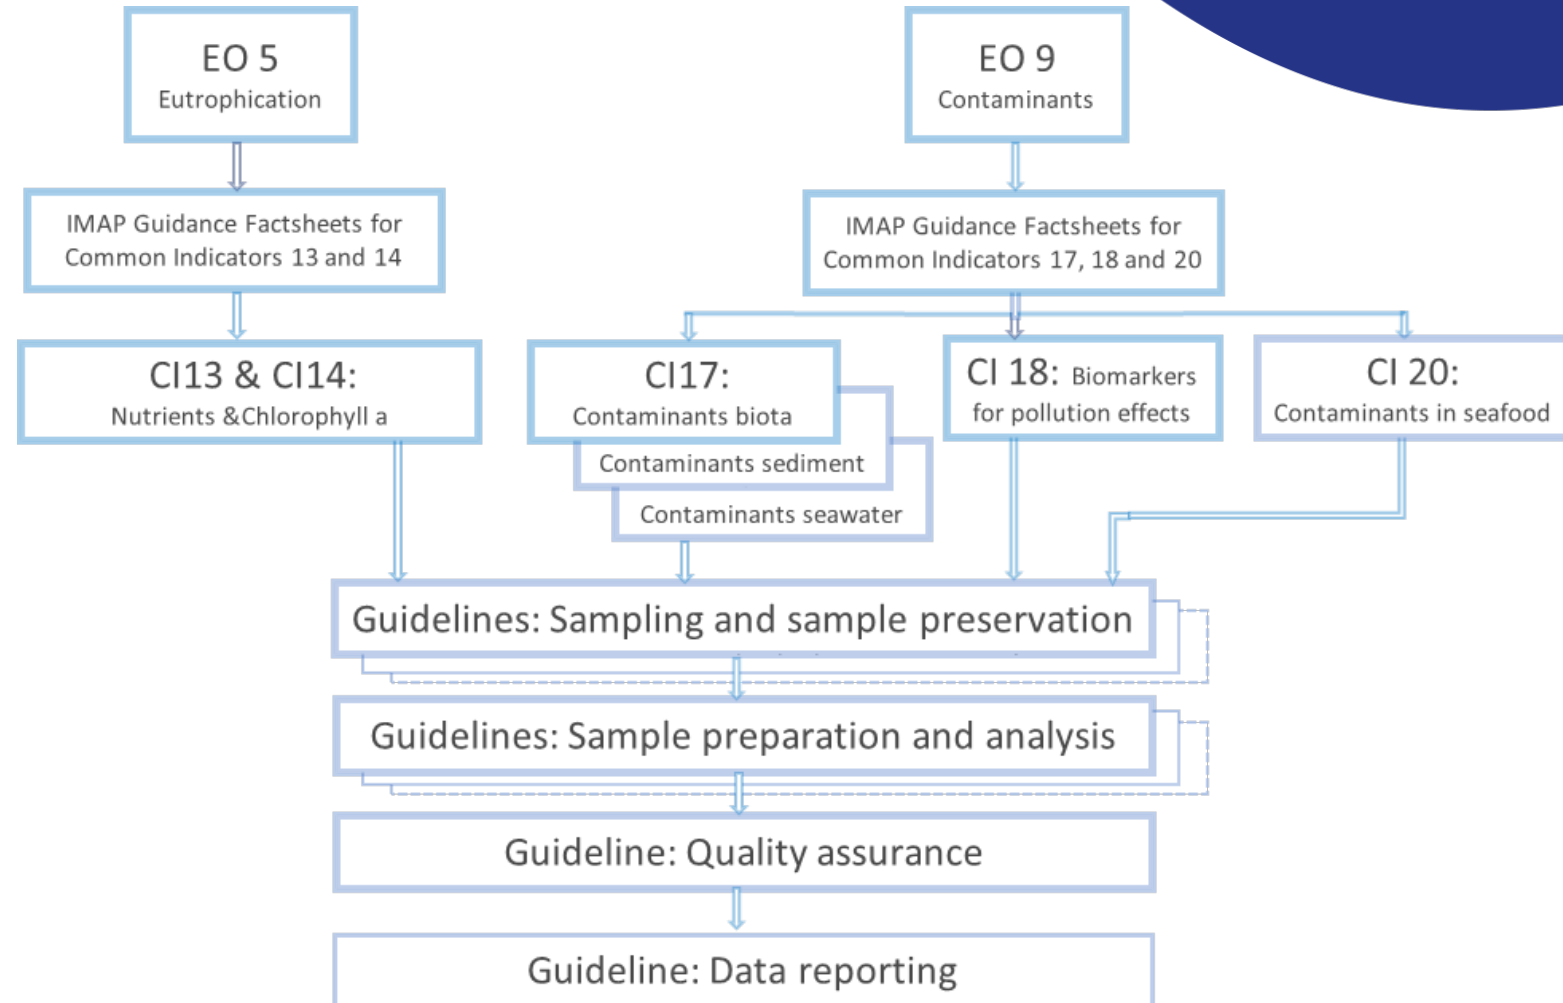 EO 5
Eutrophication
EO 9
Contaminants
IMAP Guidance Factsheets for
Common Indicators 13 and 14
IMAP Guidance Factsheets for
Common Indicators 17, 18 and 20
CI13 & CI14:
Nutrients &Chlorophyll a
CI17:
Contaminants biota
Contaminants sediment
Contaminants seawater
CI 18: Biomarkers
for pollution effects
CI 20:
Contaminants in seafood
Guidelines: Sampling and sample preservation
Guidelines: Sample preparation and analysis
Guideline: Quality assurance
Guideline: Data reporting